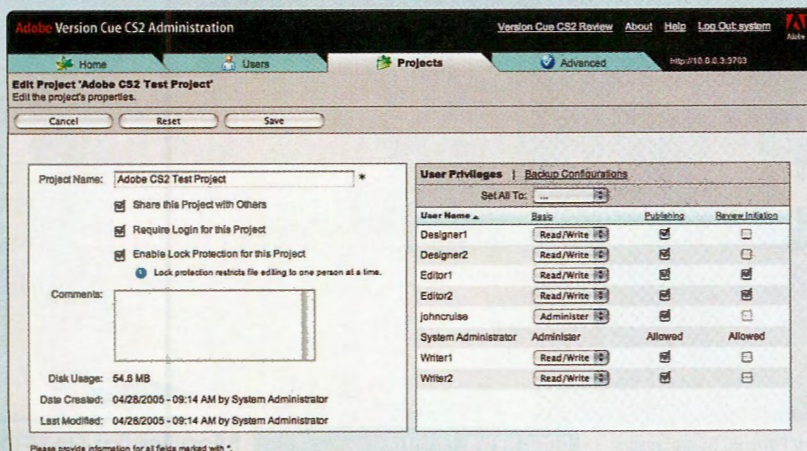 Adobe Version Cue CS2 Administration
Version Cue CS2 Review About Help Log Out: system
Adobe
Home Users Projects Advanced http://10.0.0.3:3703
Edit Project 'Adobe CS2 Test Project'
Edit the project's properties.
Cancel Reset Save
Project Name: Adobe CS2 Test Project *
Share this Project with Others
Require Login for this Project
Enable Lock Protection for this Project
Lock protection restricts file editing to one person at a time.
Comments:
Disk Usage: 54.6 MB
Date Created: 04/28/2005 - 09:14 AM by System Administrator
Last Modified: 04/28/2005 - 09:14 AM by System Administrator
Please provide information for all fields marked with *.
User Privileges | Backup Configurations
Set All To: ...
User Name Basic Publishing Review Initiation
Designer1 Read/Write
Designer2 Read/Write
Editor1 Read/Write
Editor2 Read/Write
johncruise Administer
System Administrator Administer Allowed Allowed
Writer1 Read/Write
Writer2 Read/Write